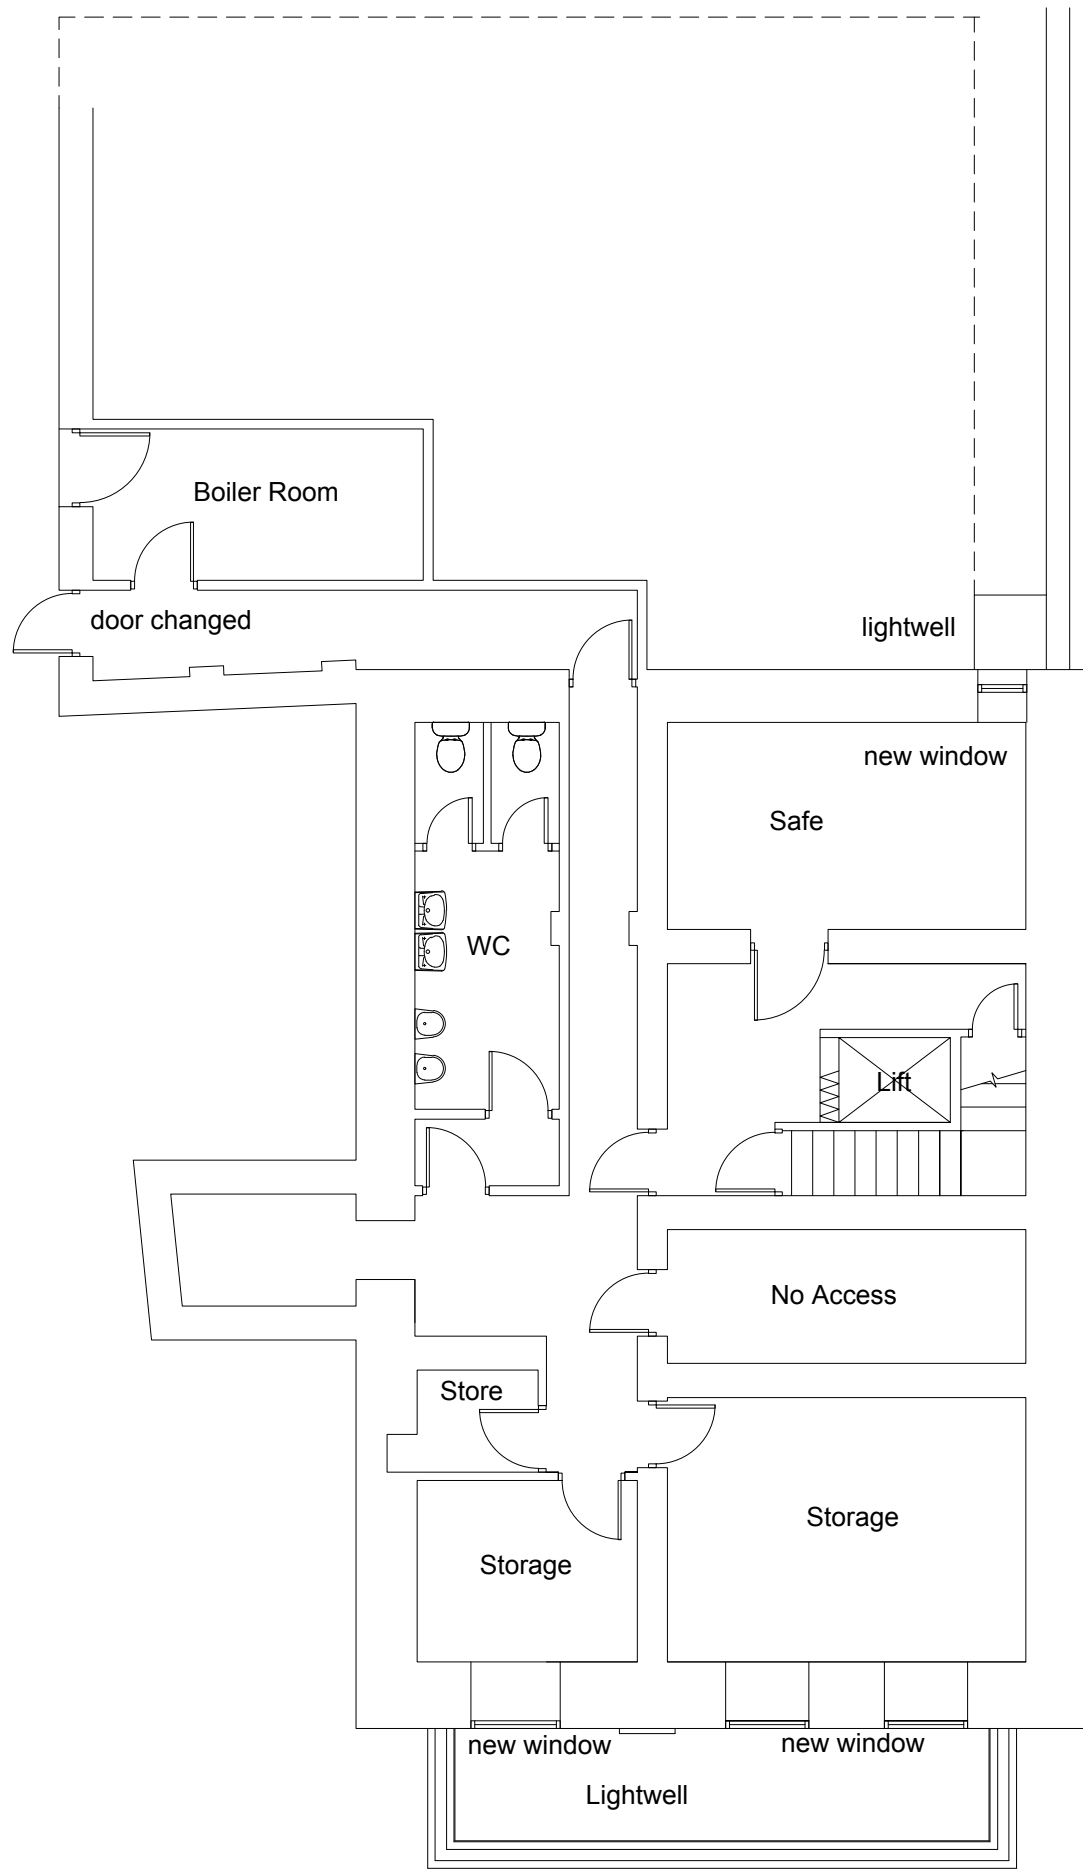 Boiler Room
door changed
lightwell
new window
Safe
WC
Lift
No Access
Store
Storage
Storage
new window
new window
Lightwell